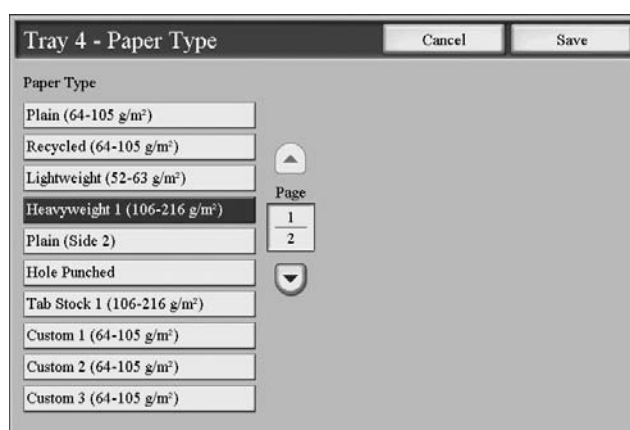 Tray 4 - Paper Type
Cancel
Save
Paper Type
Plain (64-105 g/m²)
Recycled (64-105 g/m²)
Lightweight (52-63 g/m²)
Heavyweight 1 (106-216 g/m²)
Plain (Side 2)
Hole Punched
Tab Stock 1 (106-216 g/m²)
Custom 1 (64-105 g/m²)
Custom 2 (64-105 g/m²)
Custom 3 (64-105 g/m²)
Page
1
2